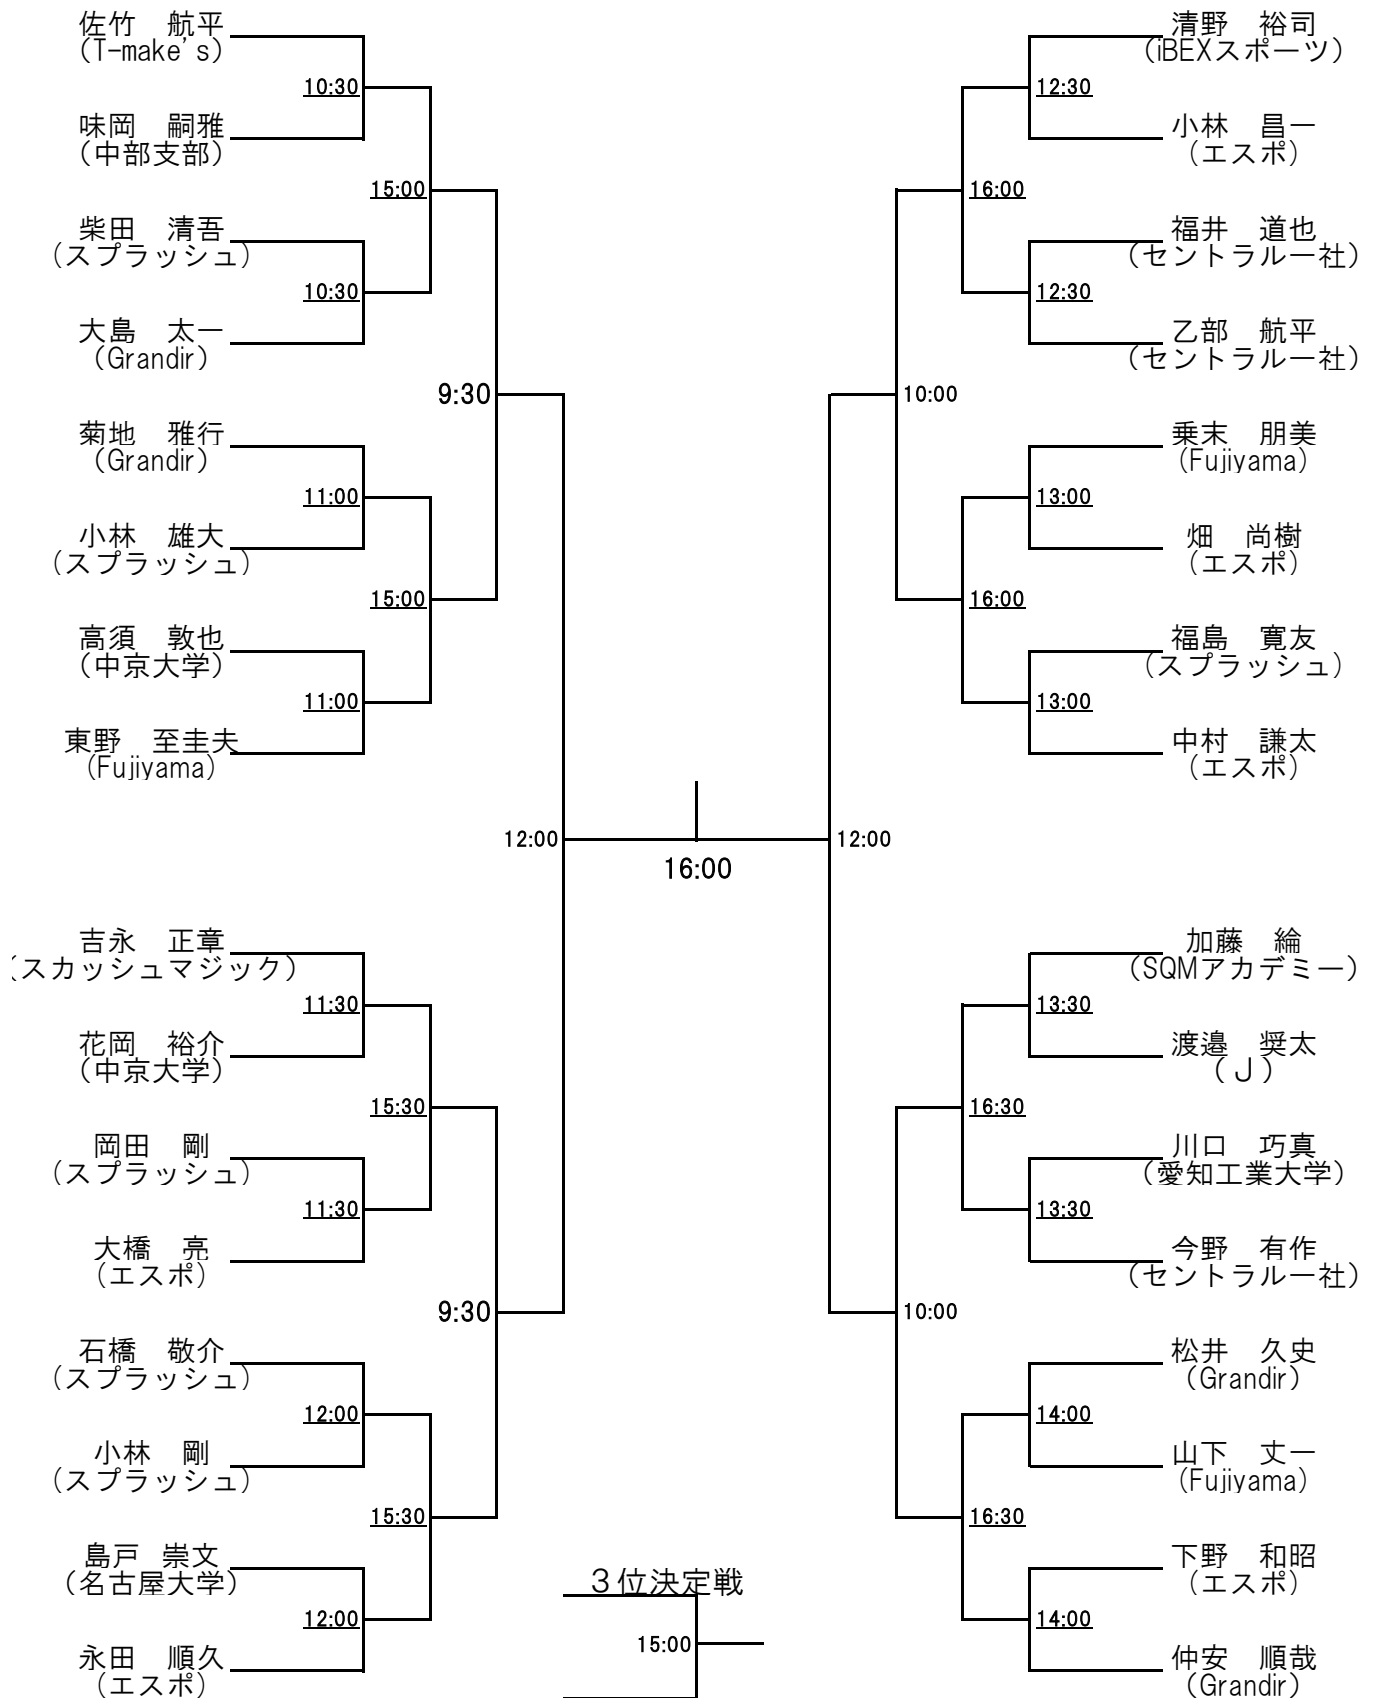 佐竹　航平
（T-make's）
10:30
味岡　嗣雅
（中部支部）
15:00
柴田　清吾
（スプラッシュ）
10:30
大島　太一
（Grandir）
9:30
菊地　雅行
（Grandir）
11:00
小林　雄大
（スプラッシュ）
15:00
高須　敦也
（中京大学）
11:00
東野　至圭夫
（Fujiyama）
12:00
吉永　正章
（スカッシュマジック）
11:30
花岡　裕介
（中京大学）
15:30
岡田　剛
（スプラッシュ）
11:30
大橋　亮
（エスポ）
9:30
石橋　敬介
（スプラッシュ）
12:00
小林　剛
（スプラッシュ）
15:30
島戸　崇文
（名古屋大学）
12:00
永田　順久
（エスポ）
16:00
３位決定戦
15:00
清野　裕司
（iBEXスポーツ）
12:30
小林　昌一
（エスポ）
16:00
福井　道也
（セントラル一社）
12:30
乙部　航平
（セントラル一社）
10:00
乗末　朋美
（Fujiyama）
13:00
畑　尚樹
（エスポ）
16:00
福島　寛友
（スプラッシュ）
13:00
中村　謙太
（エスポ）
12:00
加藤　綸
（SQMアカデミー）
13:30
渡邉　奨太
（Ｊ）
16:30
川口　巧真
（愛知工業大学）
13:30
今野　有作
（セントラル一社）
10:00
松井　久史
（Grandir）
14:00
山下　丈一
（Fujiyama）
16:30
下野　和昭
（エスポ）
14:00
仲安　順哉
（Grandir）